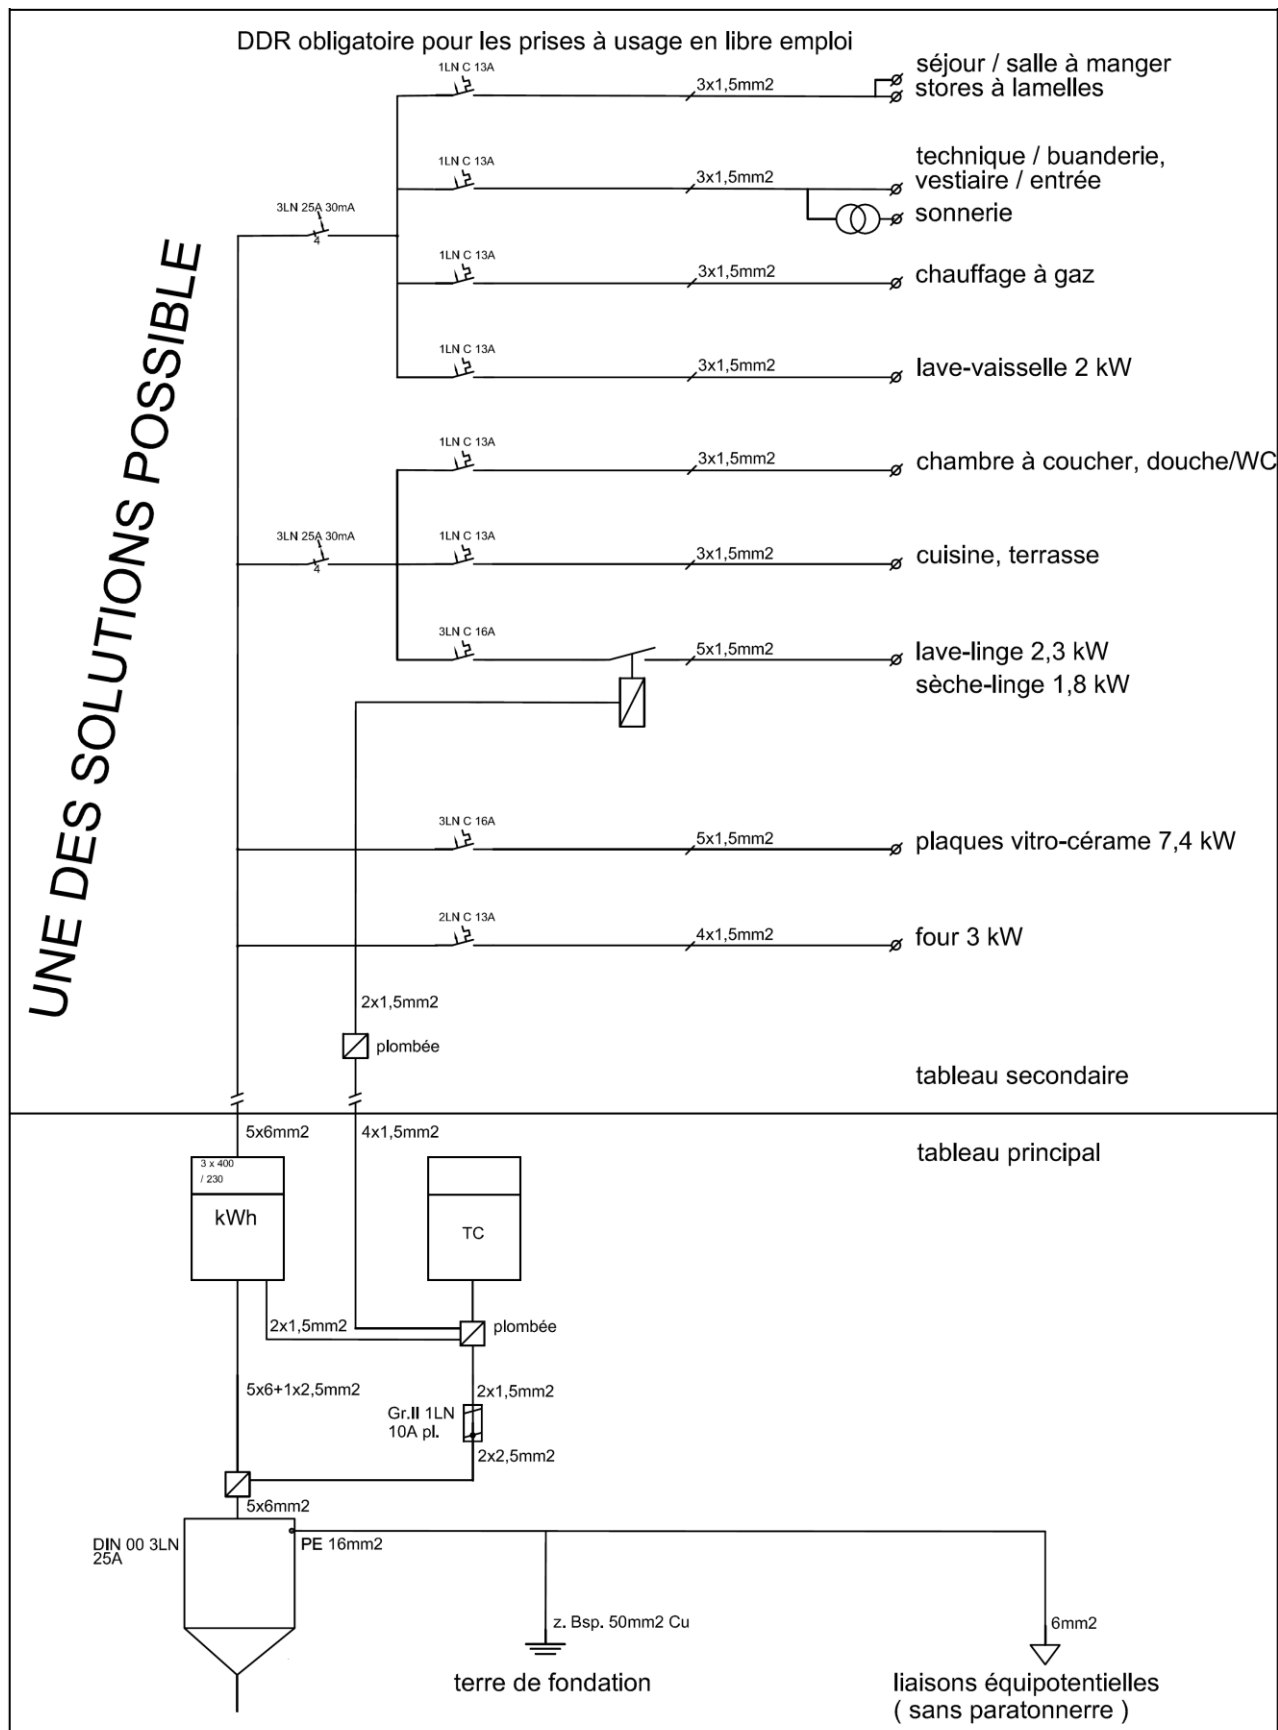 DDR obligatoire pour les prises à usage en libre emploi
1LN C 13A
3x1,5mm2
séjour / salle à manger
stores à lamelles
1LN C 13A
3x1,5mm2
technique / buanderie,
vestiaire / entrée
sonnerie
3LN 25A 30mA
4
1LN C 13A
3x1,5mm2
chauffage à gaz
1LN C 13A
3x1,5mm2
lave-vaisselle 2 kW
UNE DES SOLUTIONS POSSIBLE
1LN C 13A
3x1,5mm2
chambre à coucher, douche/WC
3LN 25A 30mA
4
1LN C 13A
3x1,5mm2
cuisine, terrasse
3LN C 16A
5x1,5mm2
lave-linge 2,3 kW
sèche-linge 1,8 kW
3LN C 16A
5x1,5mm2
plaques vitro-cérame 7,4 kW
2LN C 13A
4x1,5mm2
four 3 kW
2x1,5mm2
plombée
tableau secondaire
5x6mm2
4x1,5mm2
tableau principal
3 x 400
/ 230
kWh
TC
2x1,5mm2
plombée
5x6+1x2,5mm2
2x1,5mm2
Gr.II 1LN
10A pl.
2x2,5mm2
5x6mm2
DIN 00 3LN
25A
PE 16mm2
z. Bsp. 50mm2 Cu
6mm2
terre de fondation
liaisons équipotentielles
( sans paratonnerre )